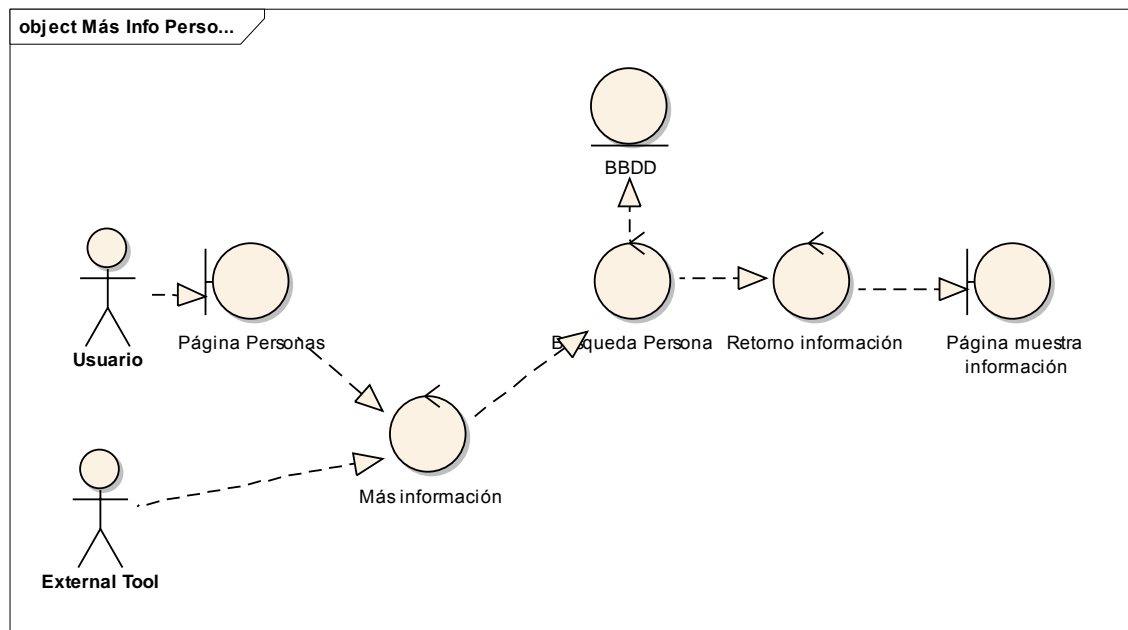 object Más Info Perso...
BBDD
Usuario
Página Personas
Búsqueda Persona
Retorno información
Página muestra
información
Más información
External Tool